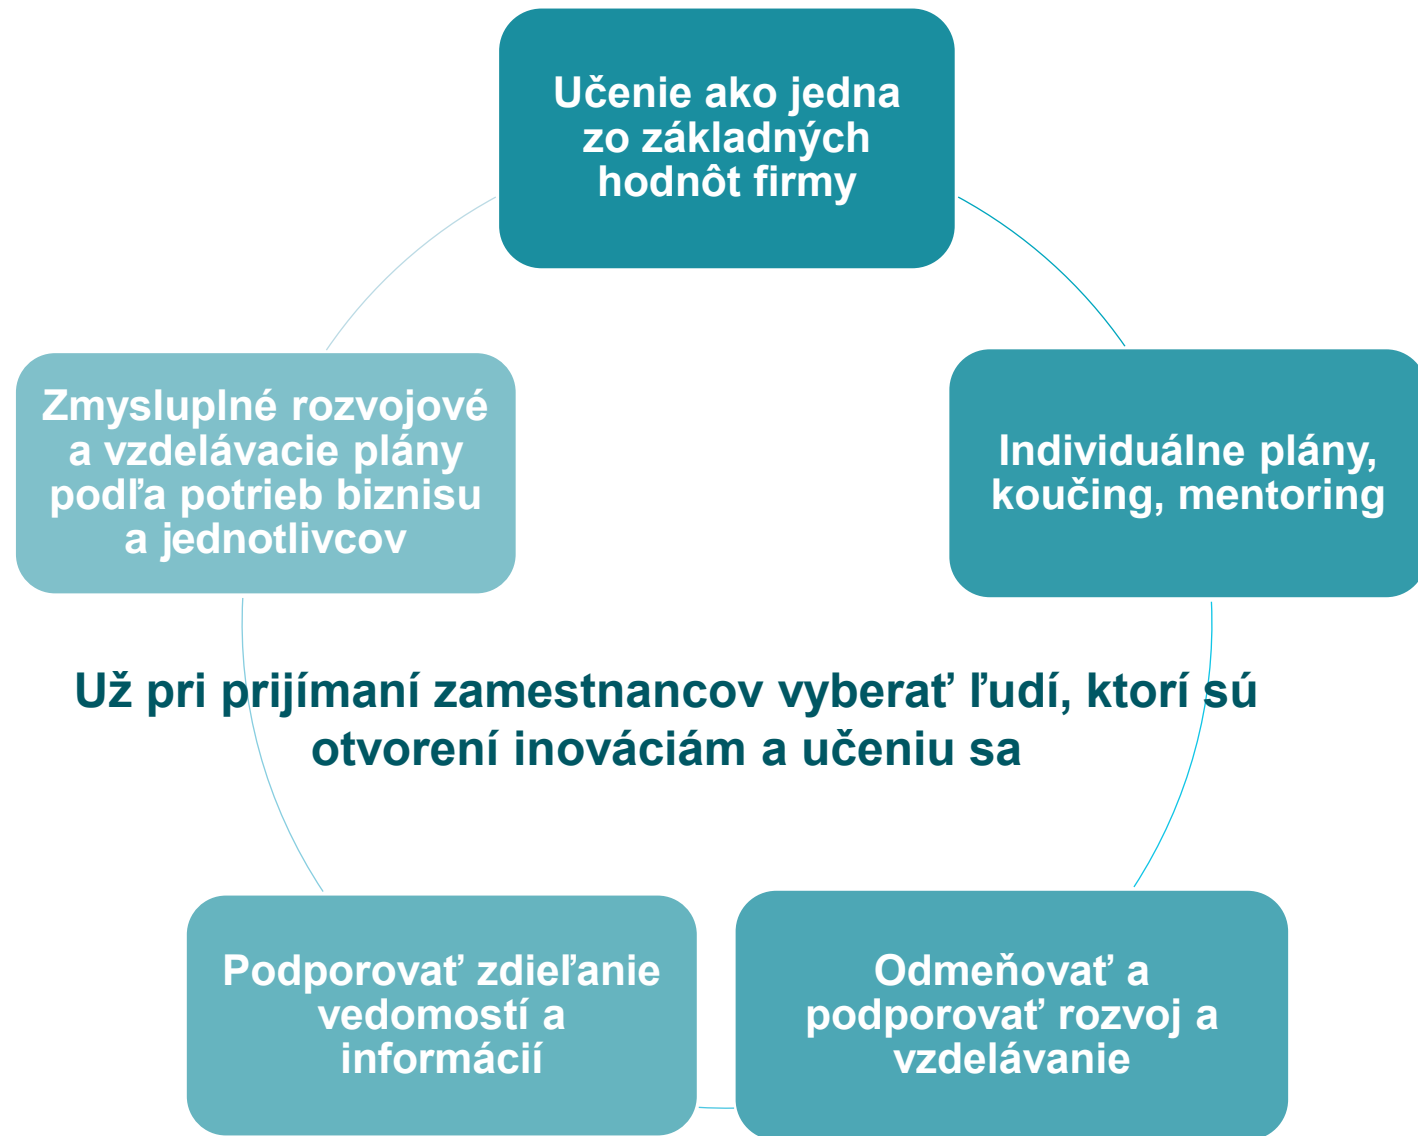 Učenie ako jedna
zo základných
hodnôt firmy
Individuálne plány,
koučing, mentoring
Odmeňovať a
podporovať rozvoj a
vzdelávanie
Podporovať zdieľanie
vedomostí a
informácií
Zmysluplné rozvojové
a vzdelávacie plány
podľa potrieb biznisu
a jednotlivcov
Už pri prijímaní zamestnancov vyberať ľudí, ktorí sú
otvorení inováciám a učeniu sa